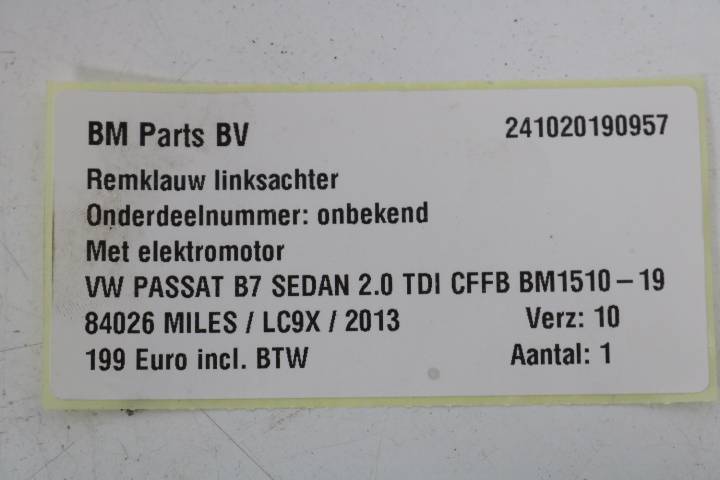 BM Parts BV 241020190957
Remklauw linksachter
Onderdeelnummer: onbekend
Met elektromotor
VW PASSAT B7 SEDAN 2.0 TDI CFFB BM1510-19
84026 MILES / LC9X / 2013 Verz: 10
199 Euro incl. BTW Aantal: 1